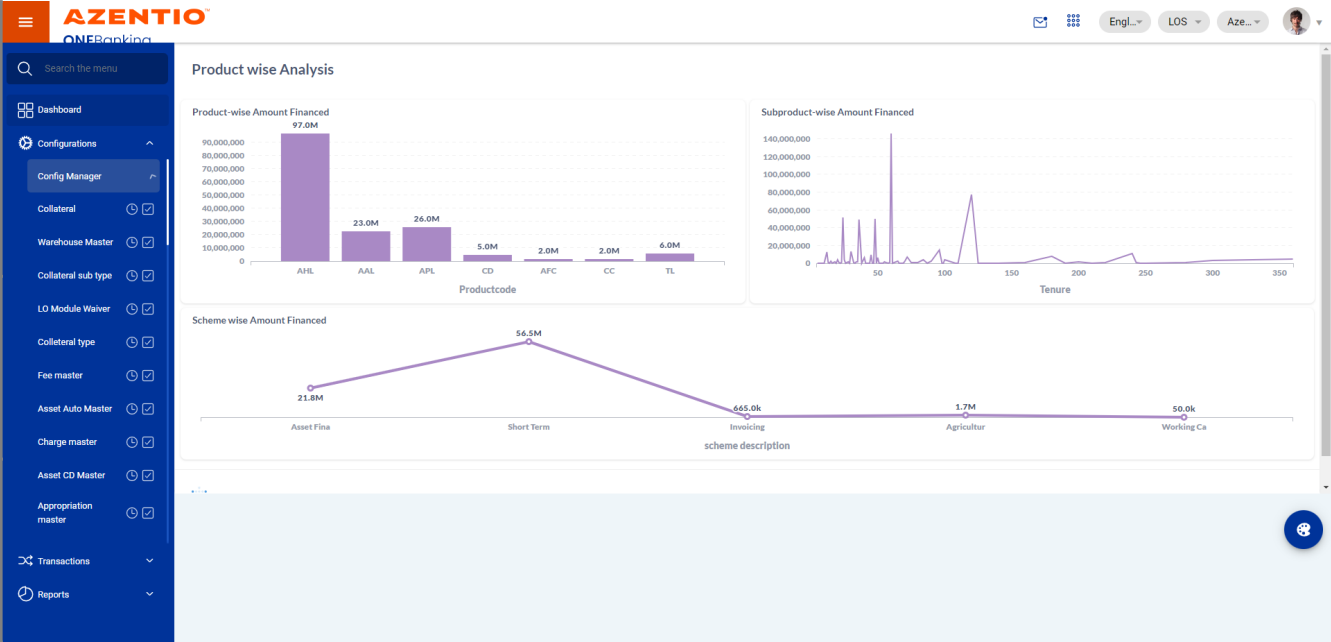 AZENTIO
ONEBanking
Engl...
LOS
Aze...
Search the menu
Dashboard
Configurations
Config Manager
Collateral
Warehouse Master
Collateral sub type
LO Module Waiver
Colleteral type
Fee master
Asset Auto Master
Charge master
Asset CD Master
Appropriation
master
Transactions
Reports
Product wise Analysis
Product-wise Amount Financed
97.0M
90,000,000
80,000,000
70,000,000
60,000,000
50,000,000
40,000,000
30,000,000
20,000,000
10,000,000
0
23.0M
26.0M
5.0M
2.0M
2.0M
6.0M
AHL
AAL
APL
CD
AFC
CC
TL
Productcode
Subproduct-wise Amount Financed
140,000,000
120,000,000
100,000,000
80,000,000
60,000,000
40,000,000
20,000,000
0
50
100
150
200
250
300
350
Tenure
Scheme wise Amount Financed
21.8M
56.5M
665.0k
1.7M
50.0k
Asset Fina
Short Term
Invoicing
Agricultur
Working Ca
scheme description